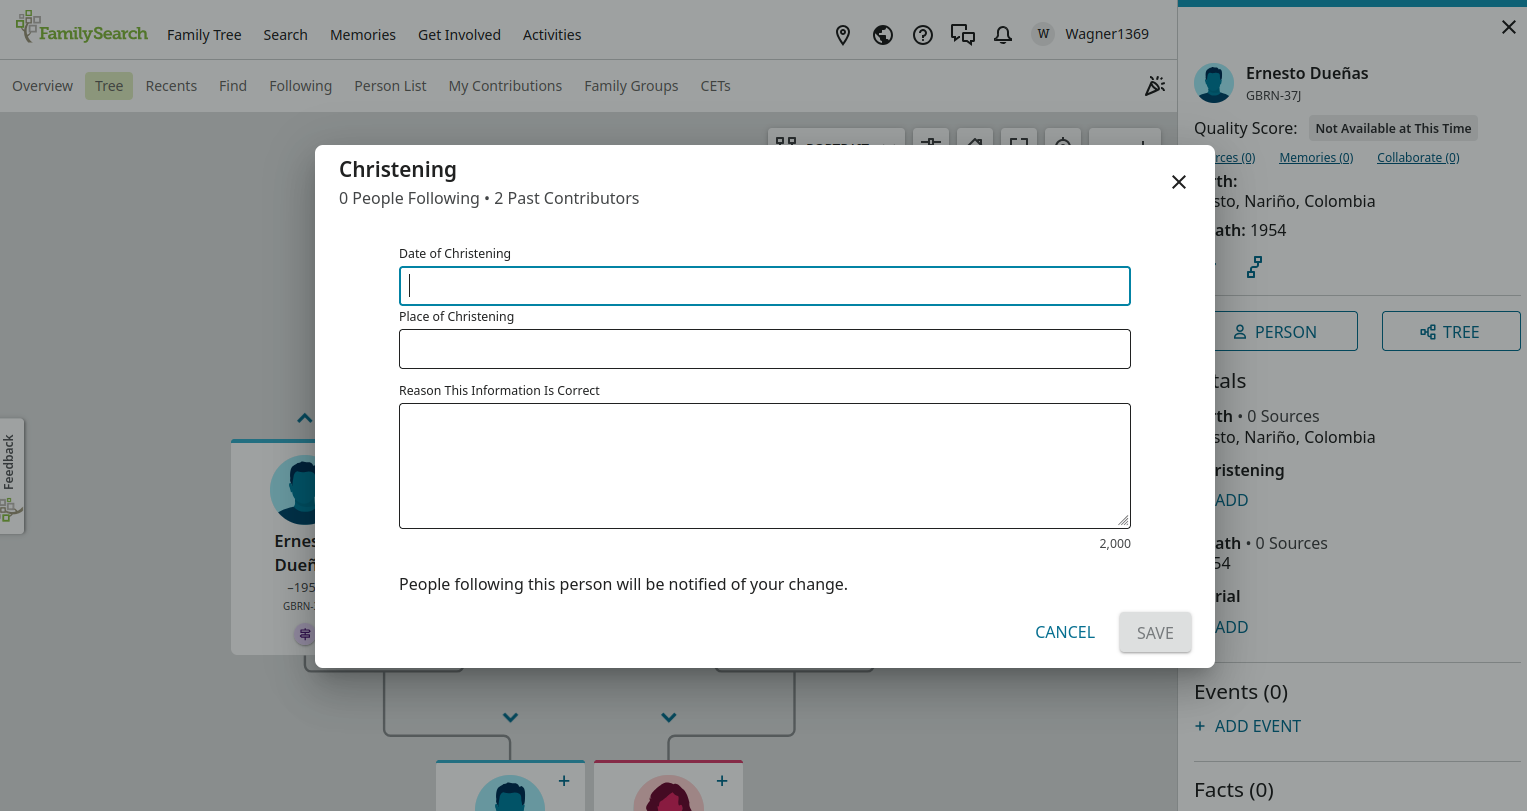 FamilySearch
Family Tree
Search
Memories
Get Involved
Activities
W
Wagner1369
Overview
Tree
Recents
Find
Following
Person List
My Contributions
Family Groups
CETs
Ernesto Dueñas
GBRN-37J
Quality Score: Not Available at This Time
rces (0)
Memories (0)
Collaborate (0)
th:
sto, Nariño, Colombia
ath: 1954
PERSON
TREE
tals
th • 0 Sources
sto, Nariño, Colombia
ristening
ADD
ath • 0 Sources
54
rial
ADD
Events (0)
+ ADD EVENT
Facts (0)
Christening
0 People Following • 2 Past Contributors
Date of Christening
Place of Christening
Reason This Information Is Correct
2,000
People following this person will be notified of your change.
CANCEL
SAVE
Feedback
Ernes
Dueñ
–195
GBRN-